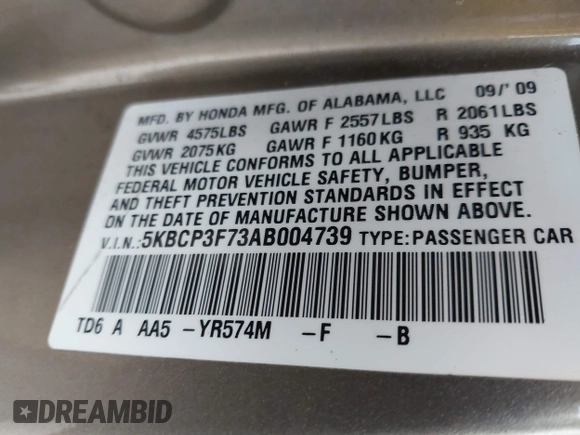 MFD. BY HONDA MFG. OF ALABAMA, LLC 09/'09
GVWR 4575LBS GAWR F 2557LBS R 2061LBS
GVWR 2075KG GAWR F 1160KG R 935 KG
THIS VEHICLE CONFORMS TO ALL APPLICABLE
FEDERAL MOTOR VEHICLE SAFETY, BUMPER,
AND THEFT PREVENTION STANDARDS IN EFFECT
ON THE DATE OF MANUFACTURE SHOWN ABOVE.
V.I.N.:5KBCP3F73AB004739 TYPE:PASSENGER CAR
TD6 A AA5 -YR574M -F -B
DREAMBID